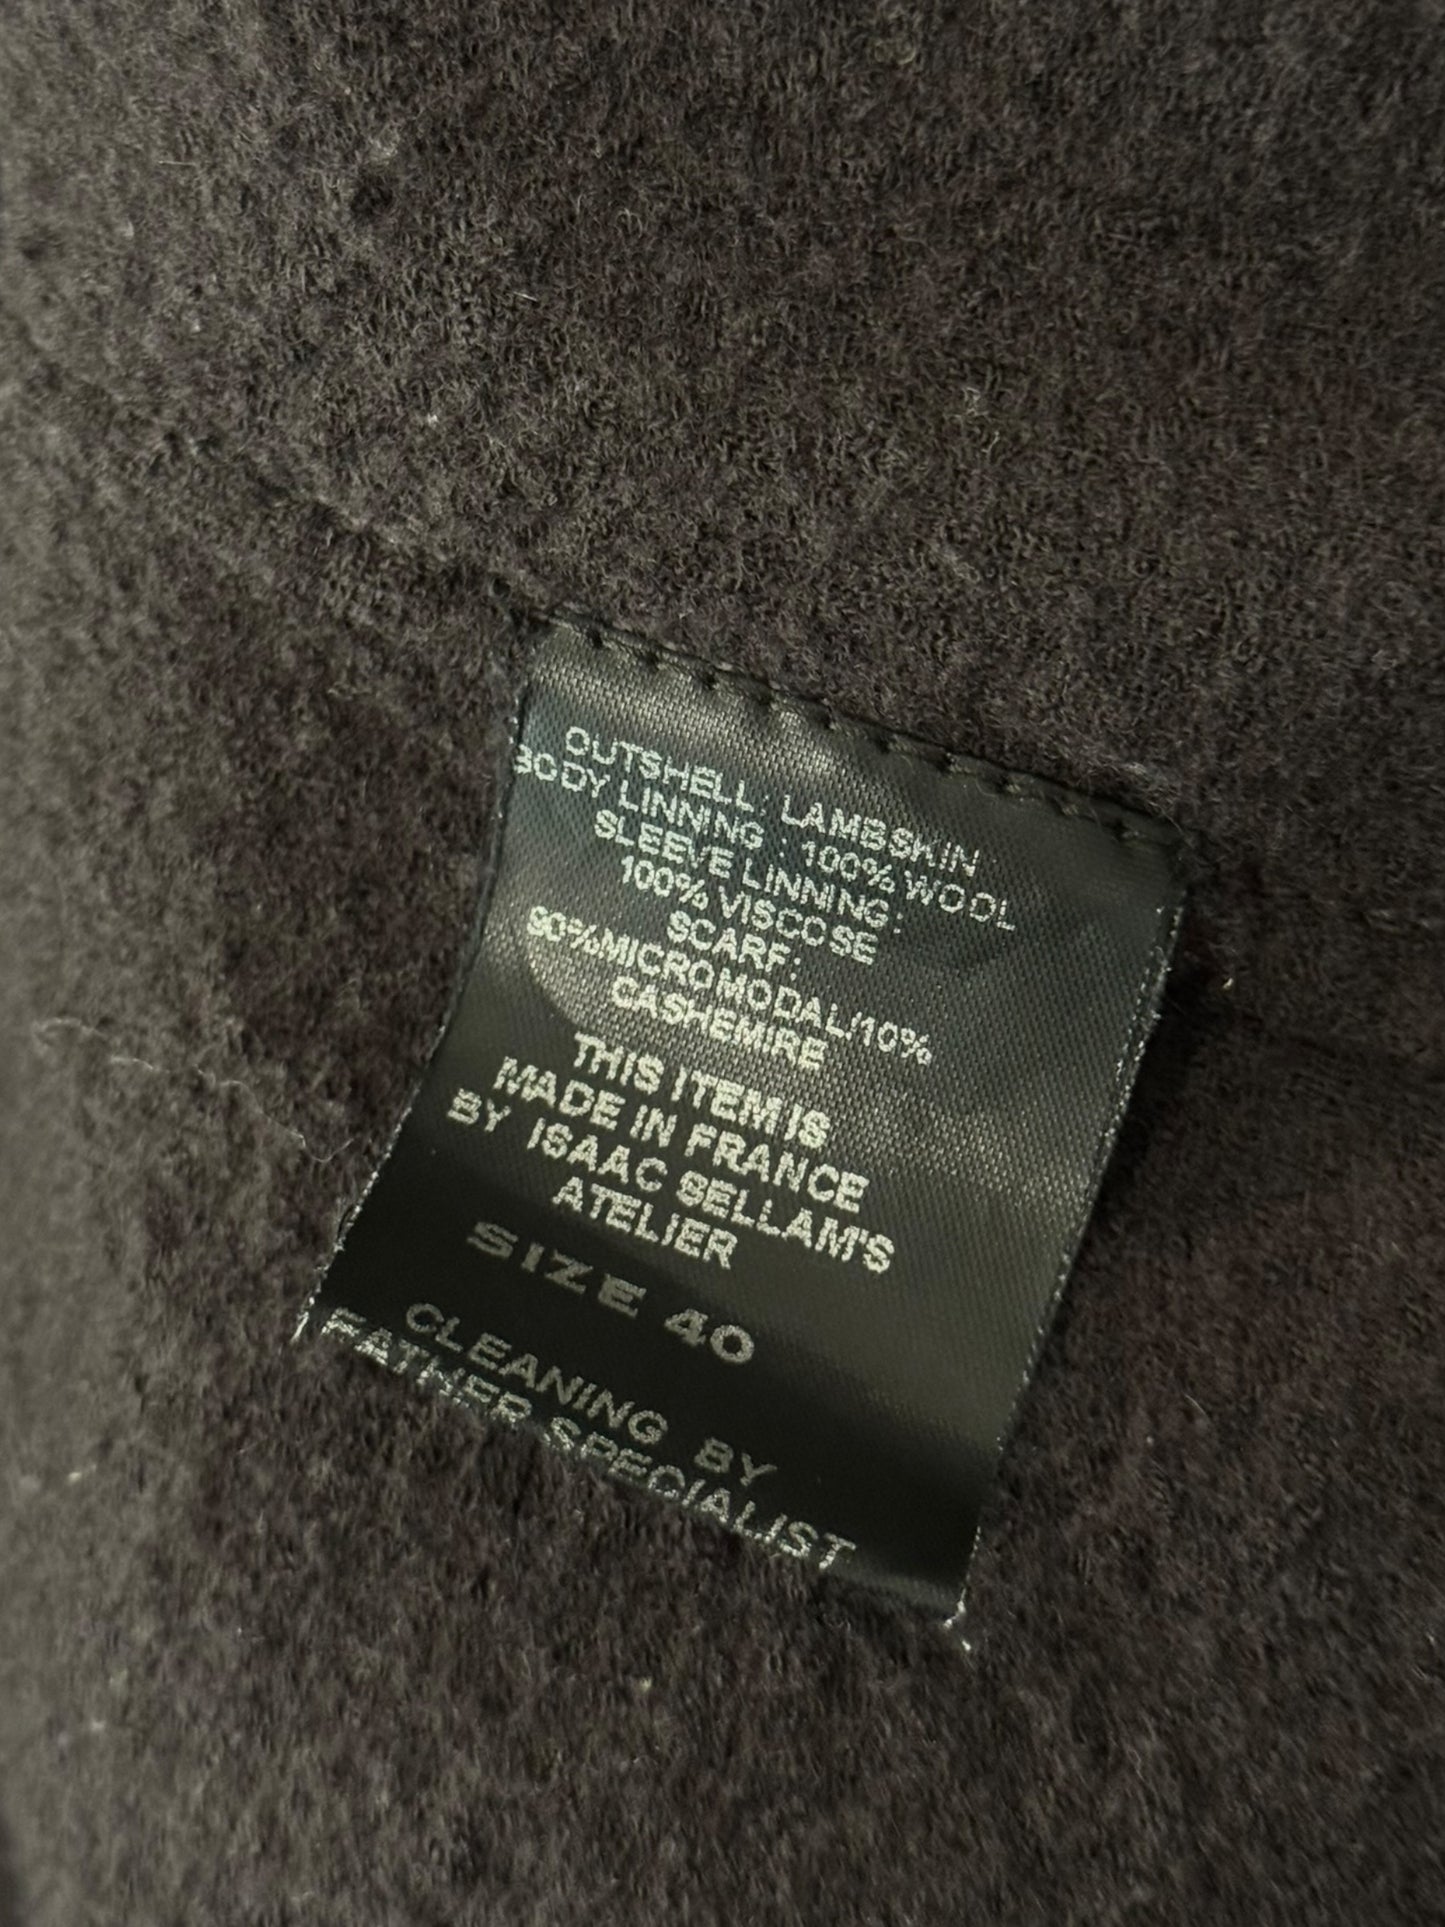 OUTSHELL: LAMBSKIN
BODY LINNING : 100% WOOL
SLEEVE LINNING:
100% VISCOSE
SCARF:
90%MICROMODAL/10%
CASHEMIRE
THIS ITEM IS
MADE IN FRANCE
BY ISAAC SELLAM'S
ATELIER
SIZE 40
CLEANING BY
EATHER SPECIALIST